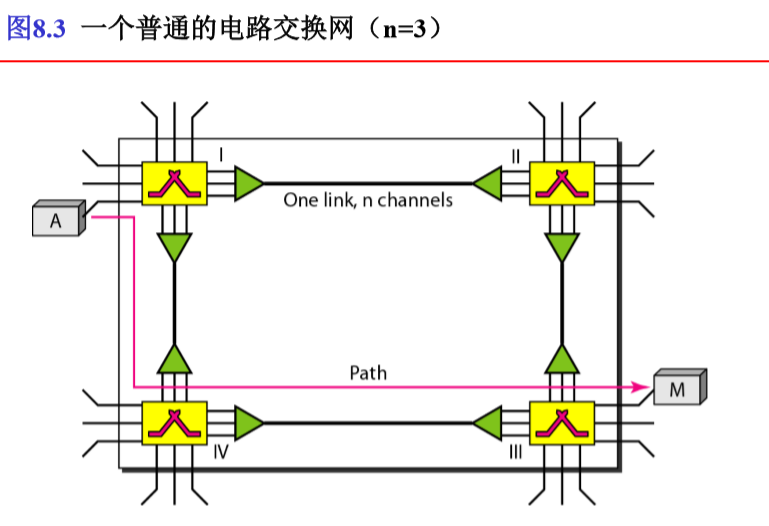 图8.3 一个普通的电路交换网（n=3）
I
II
One link, n channels
A
Path
M
IV
III